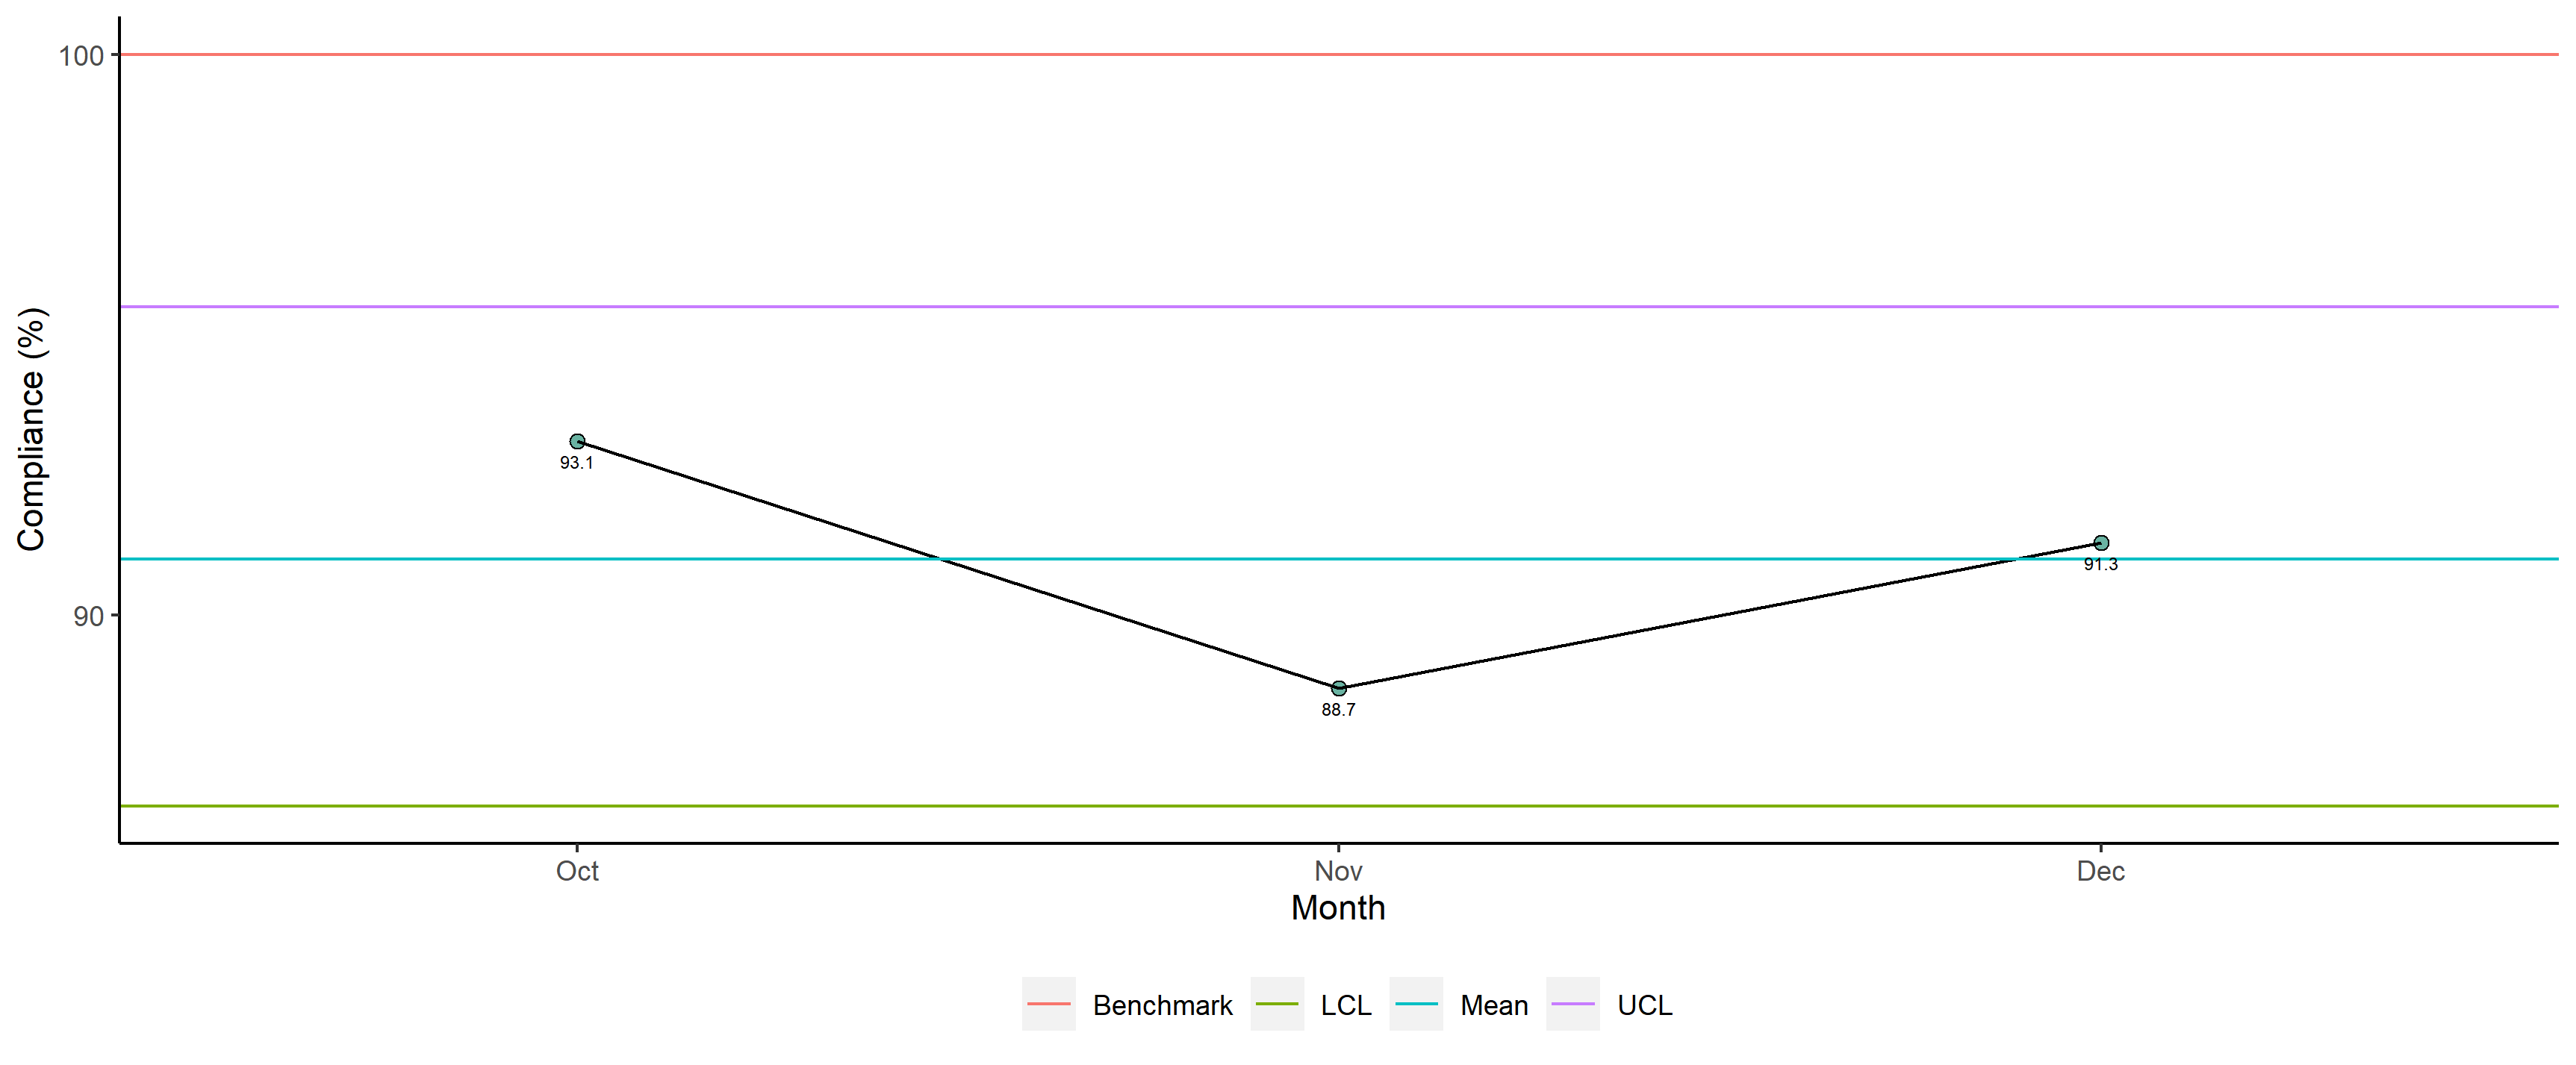 100
90
Compliance (%)
93.1
88.7
91.3
Oct Nov Dec
Month
Benchmark LCL Mean UCL